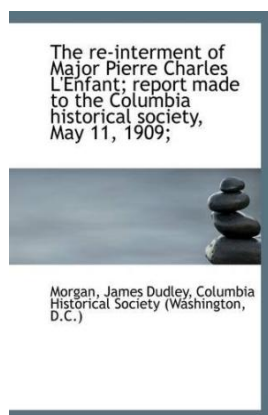 The re-interment of
Major Pierre Charles
L'Enfant; report made
to the Columbia
historical society,
May 11, 1909;
Morgan, James Dudley, Columbia
Historical Society (Washington,
D.C.)